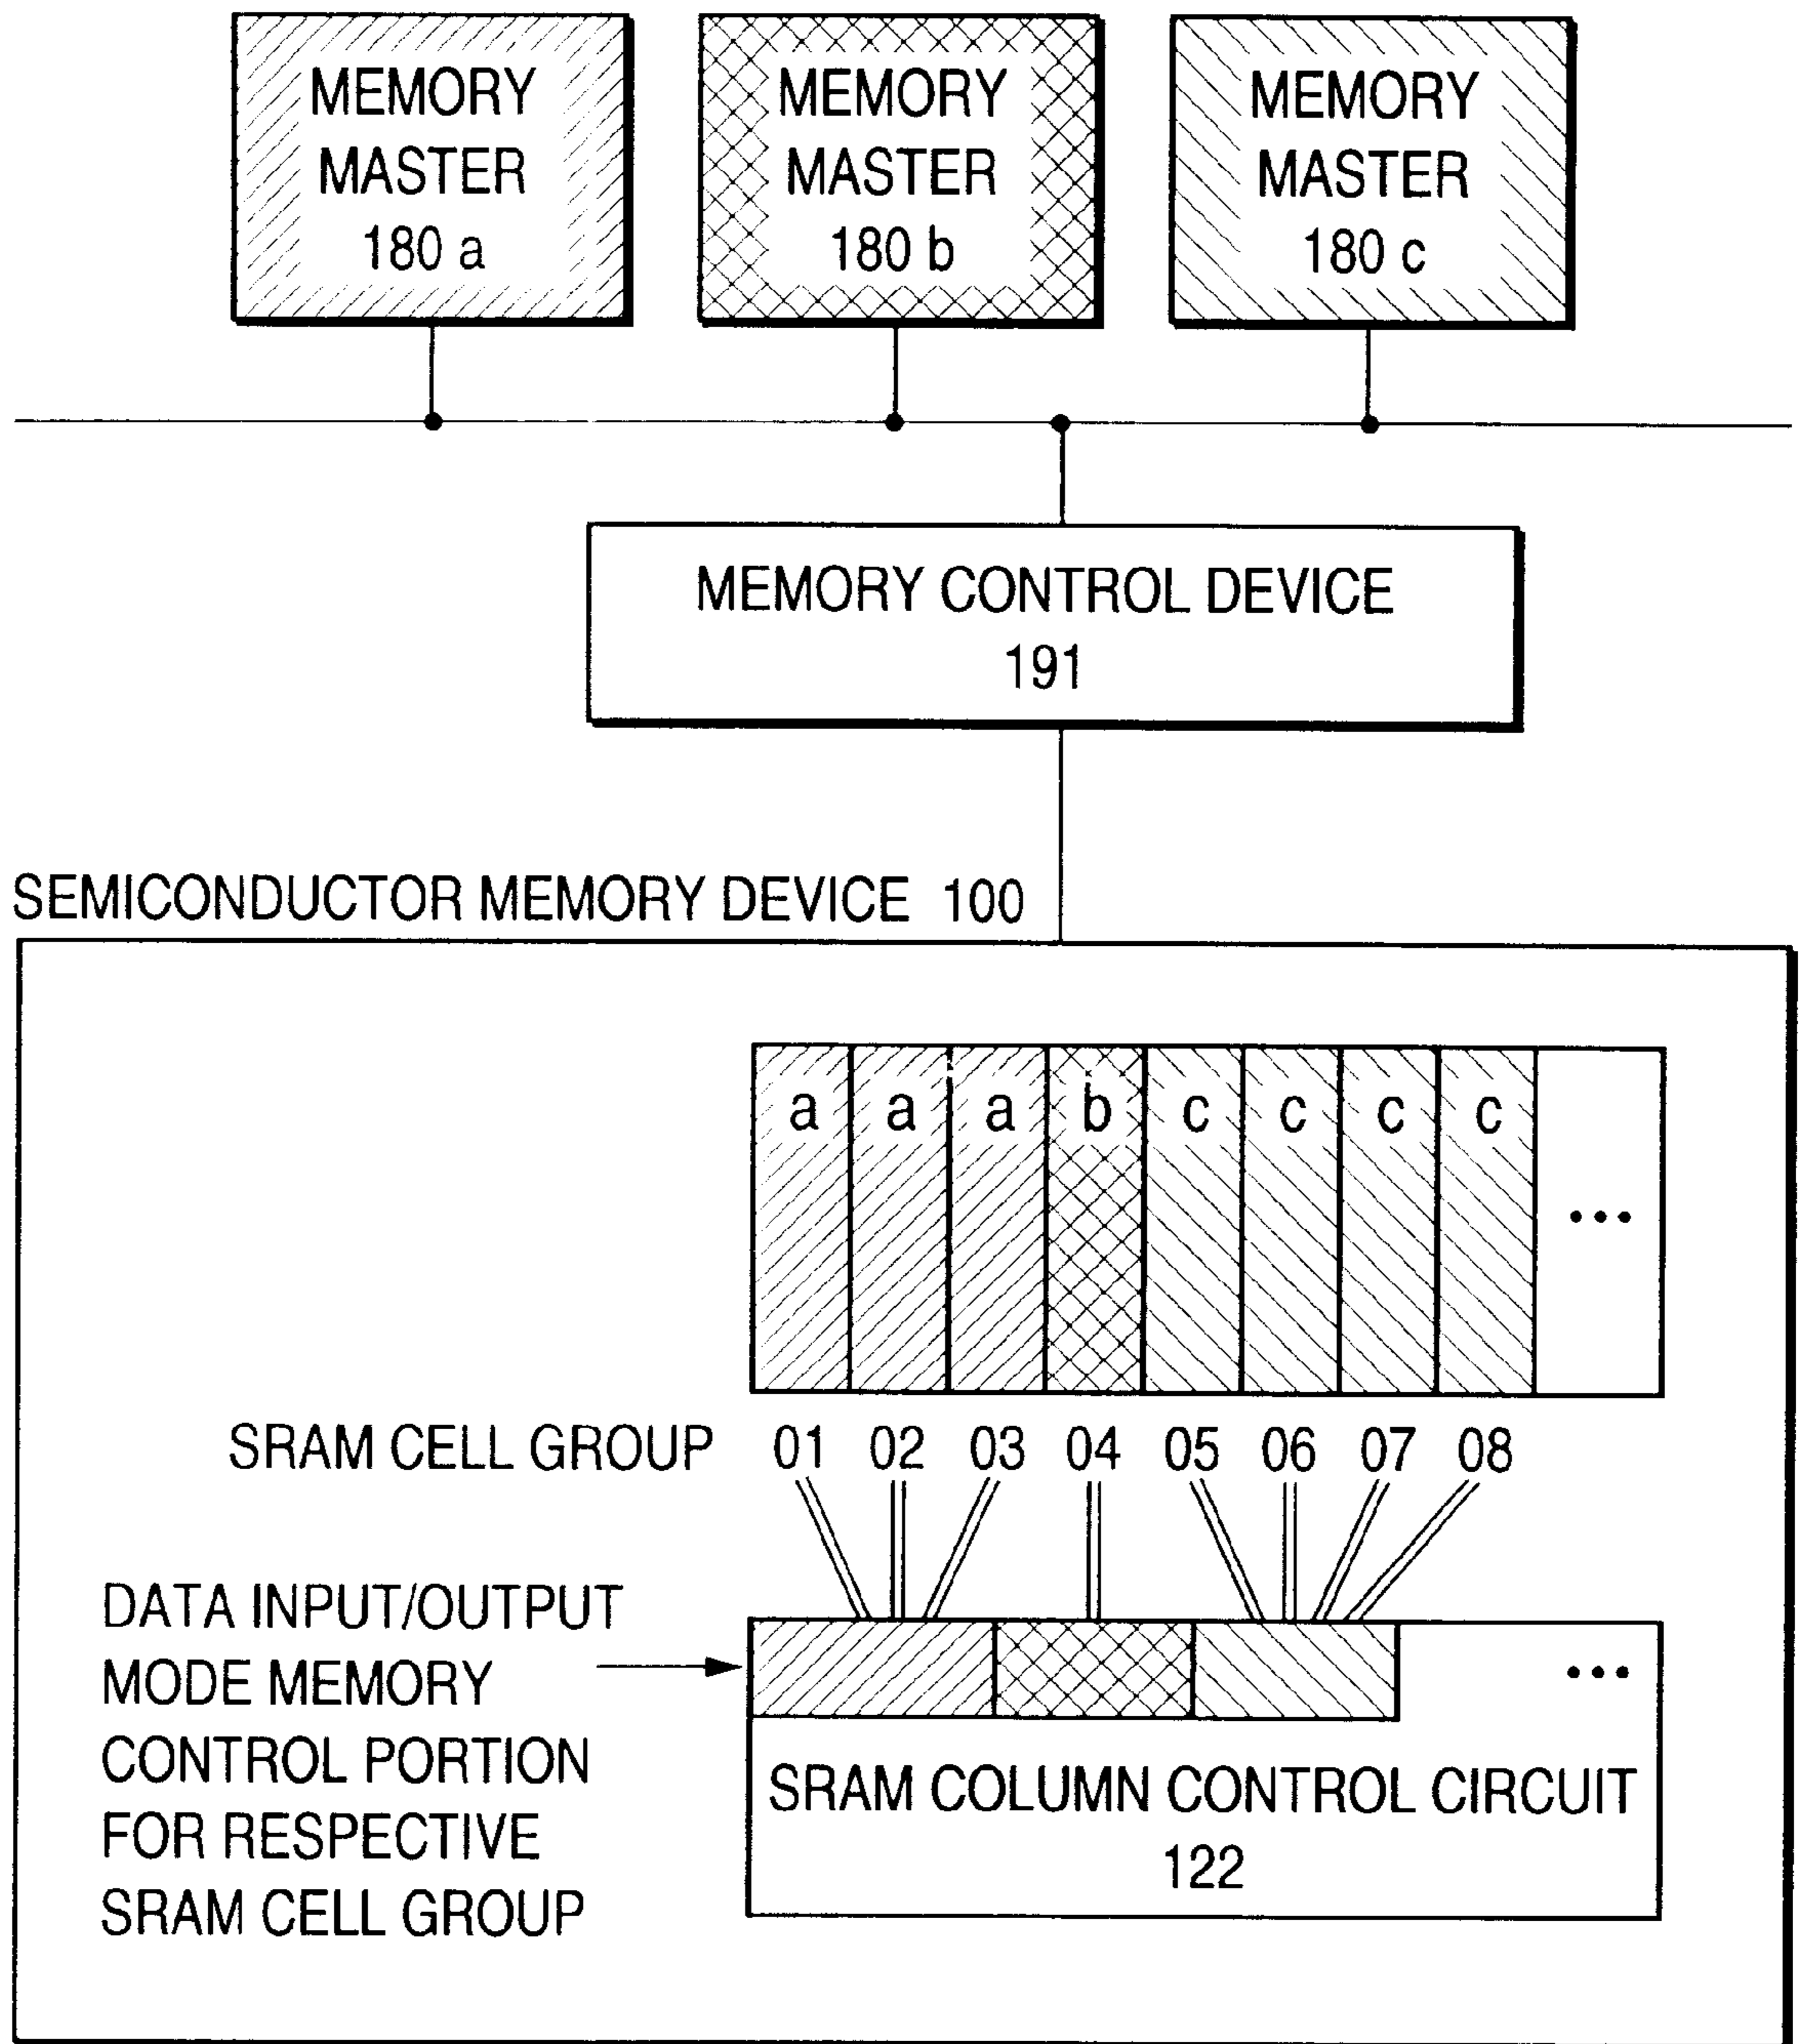 MEMORY
MASTER
180 a
MEMORY
MASTER
180 b
MEMORY
MASTER
180 c
MEMORY CONTROL DEVICE
191
SEMICONDUCTOR MEMORY DEVICE 100
a a a b c c c c ...
SRAM CELL GROUP 01 02 03 04 05 06 07 08
DATA INPUT/OUTPUT
MODE MEMORY
CONTROL PORTION
FOR RESPECTIVE
SRAM CELL GROUP
...
SRAM COLUMN CONTROL CIRCUIT
122